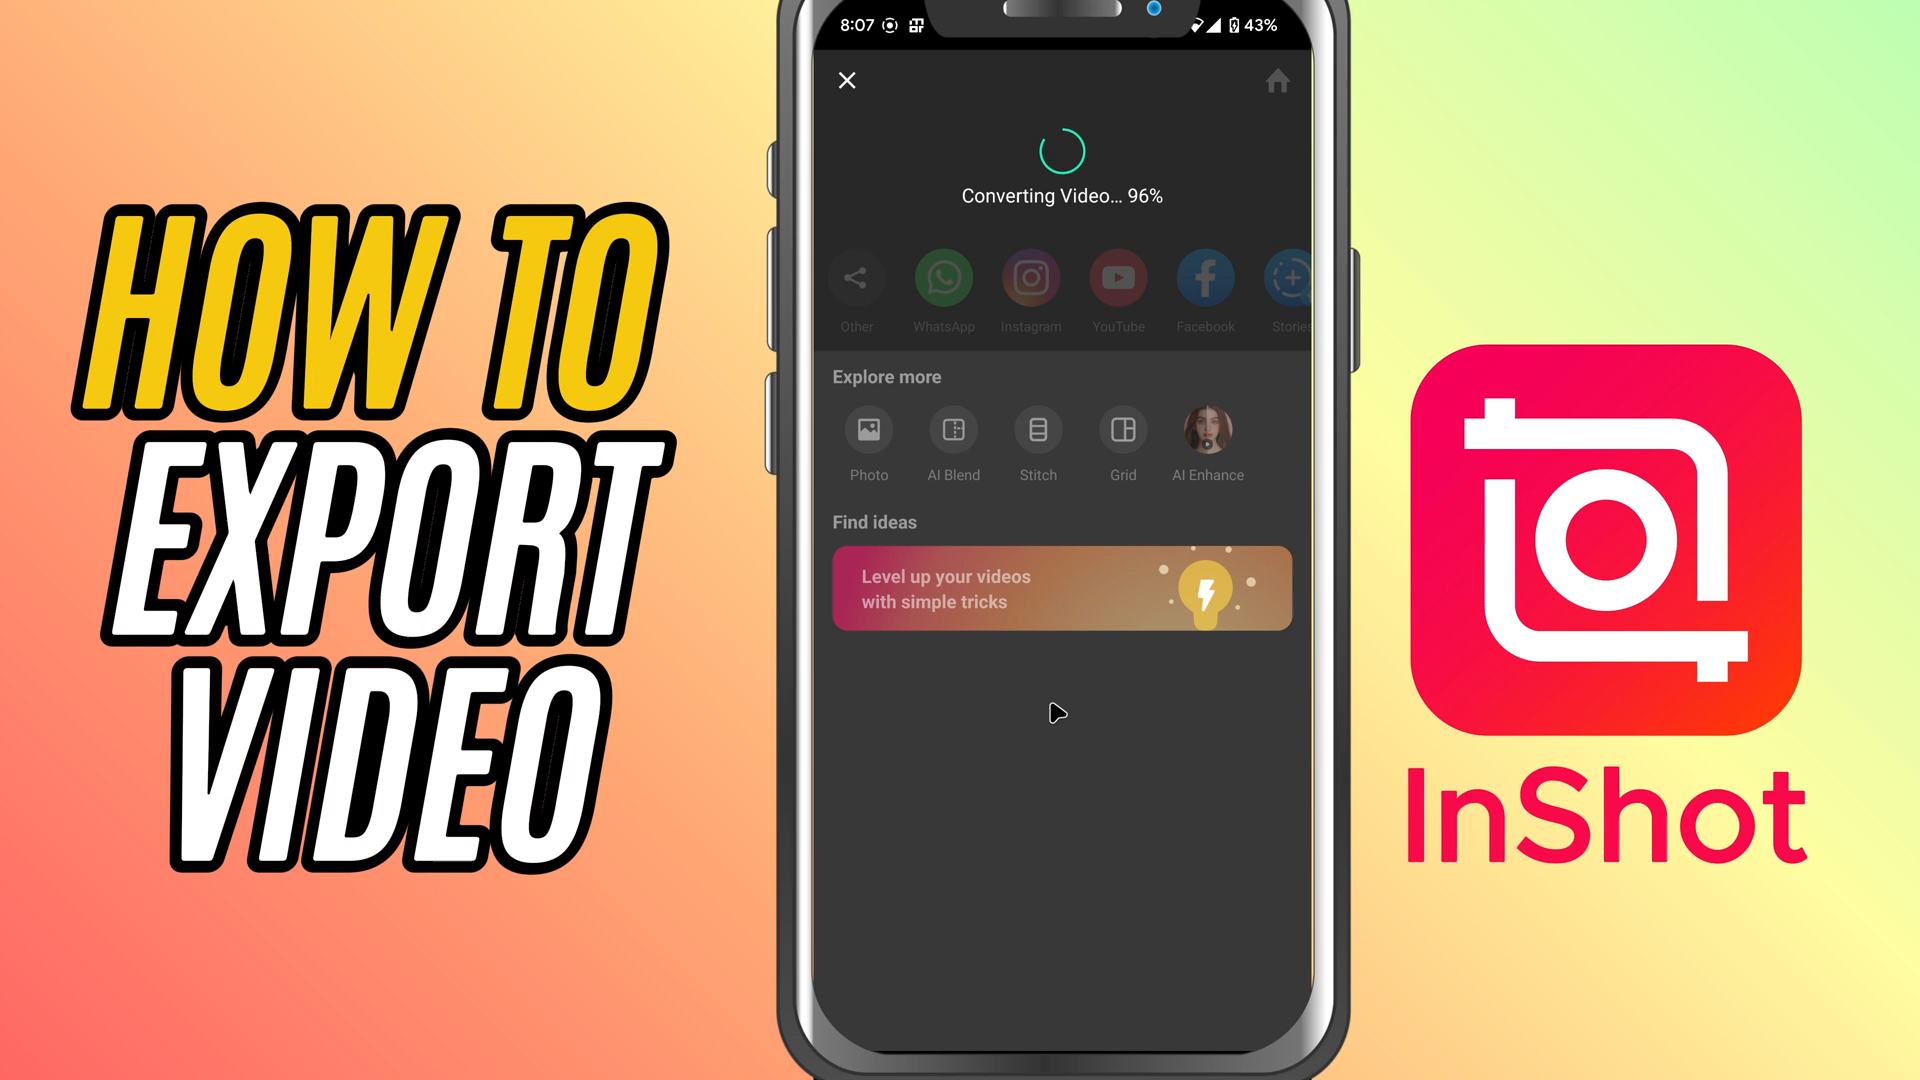 HOW TO
EXPORT
VIDEO
8:07
43%
Converting Video... 96%
Other
WhatsApp
Instagram
YouTube
Facebook
Stories
Explore more
Photo
AI Blend
Stitch
Grid
AI Enhance
Find ideas
Level up your videos
with simple tricks
InShot